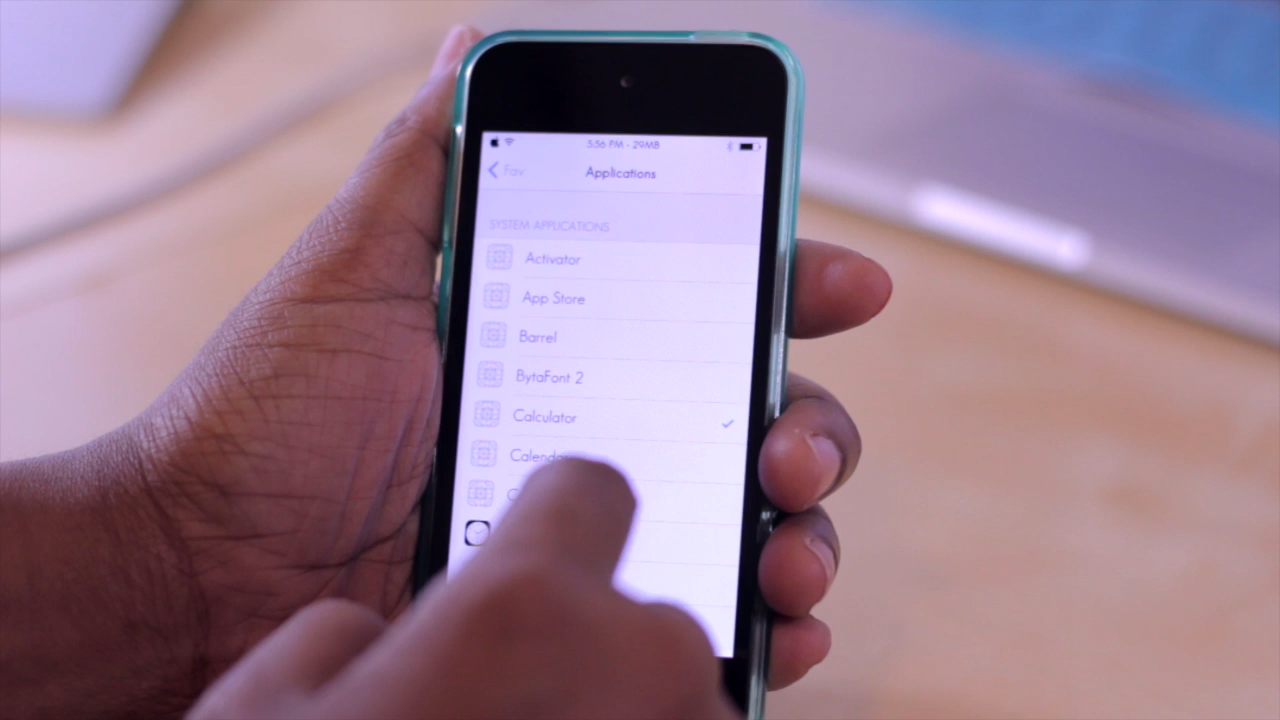 5:56 PM - 29MB
Fav
Applications
SYSTEM APPLICATIONS
Activator
App Store
Barrel
BytaFont 2
Calculator